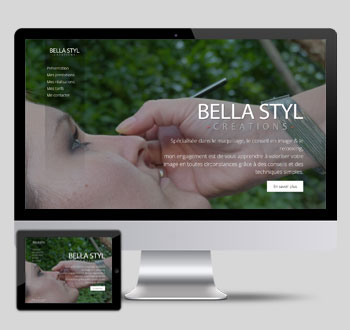 BELLA STYL
CREATIONS
Présentation
Mes prestations
Mes réalisations
Mes tarifs
Me contacter
BELLA STYL
CREATIONS
Spécialisée dans le maquillage, le conseil en image & le
relooking,
mon engagement est de vous apprendre à valoriser votre
image en toutes circonstances grâce à des conseils et des
techniques simples.
En savoir plus
BELLA STYL